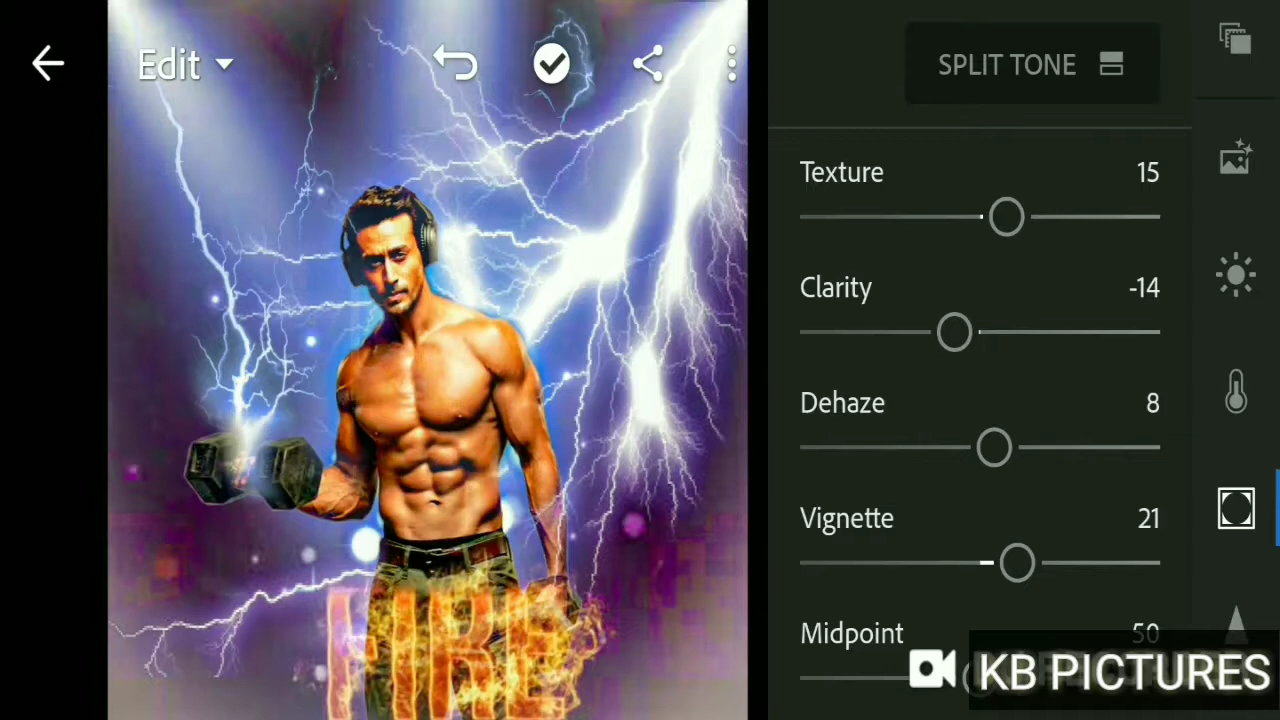 Edit
SPLIT TONE
Texture 15
Clarity -14
Dehaze 8
Vignette 21
Midpoint 50
FIRE
KB PICTURES